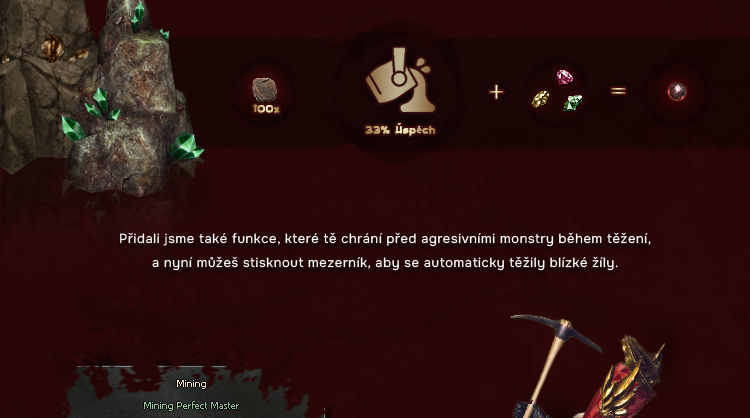 100x
33% Úspěch
+
=
Přidali jsme také funkce, které tě chrání před agresivními monstry během těžení,
a nyní můžeš stisknout mezerník, aby se automaticky těžily blízké žíly.
Mining
Mining Perfect Master